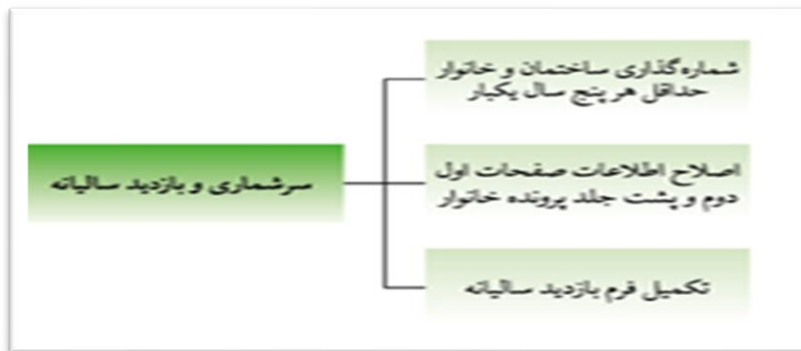 شماره‌گذاری ساختمان و خانوار
حداقل هر پنج سال یکبار
سرشماری و بازدید سالیانه
اصلاح اطلاعات صفحات اول
دوم و پشت جلد پرونده خانوار
تکمیل فرم بازدید سالیانه